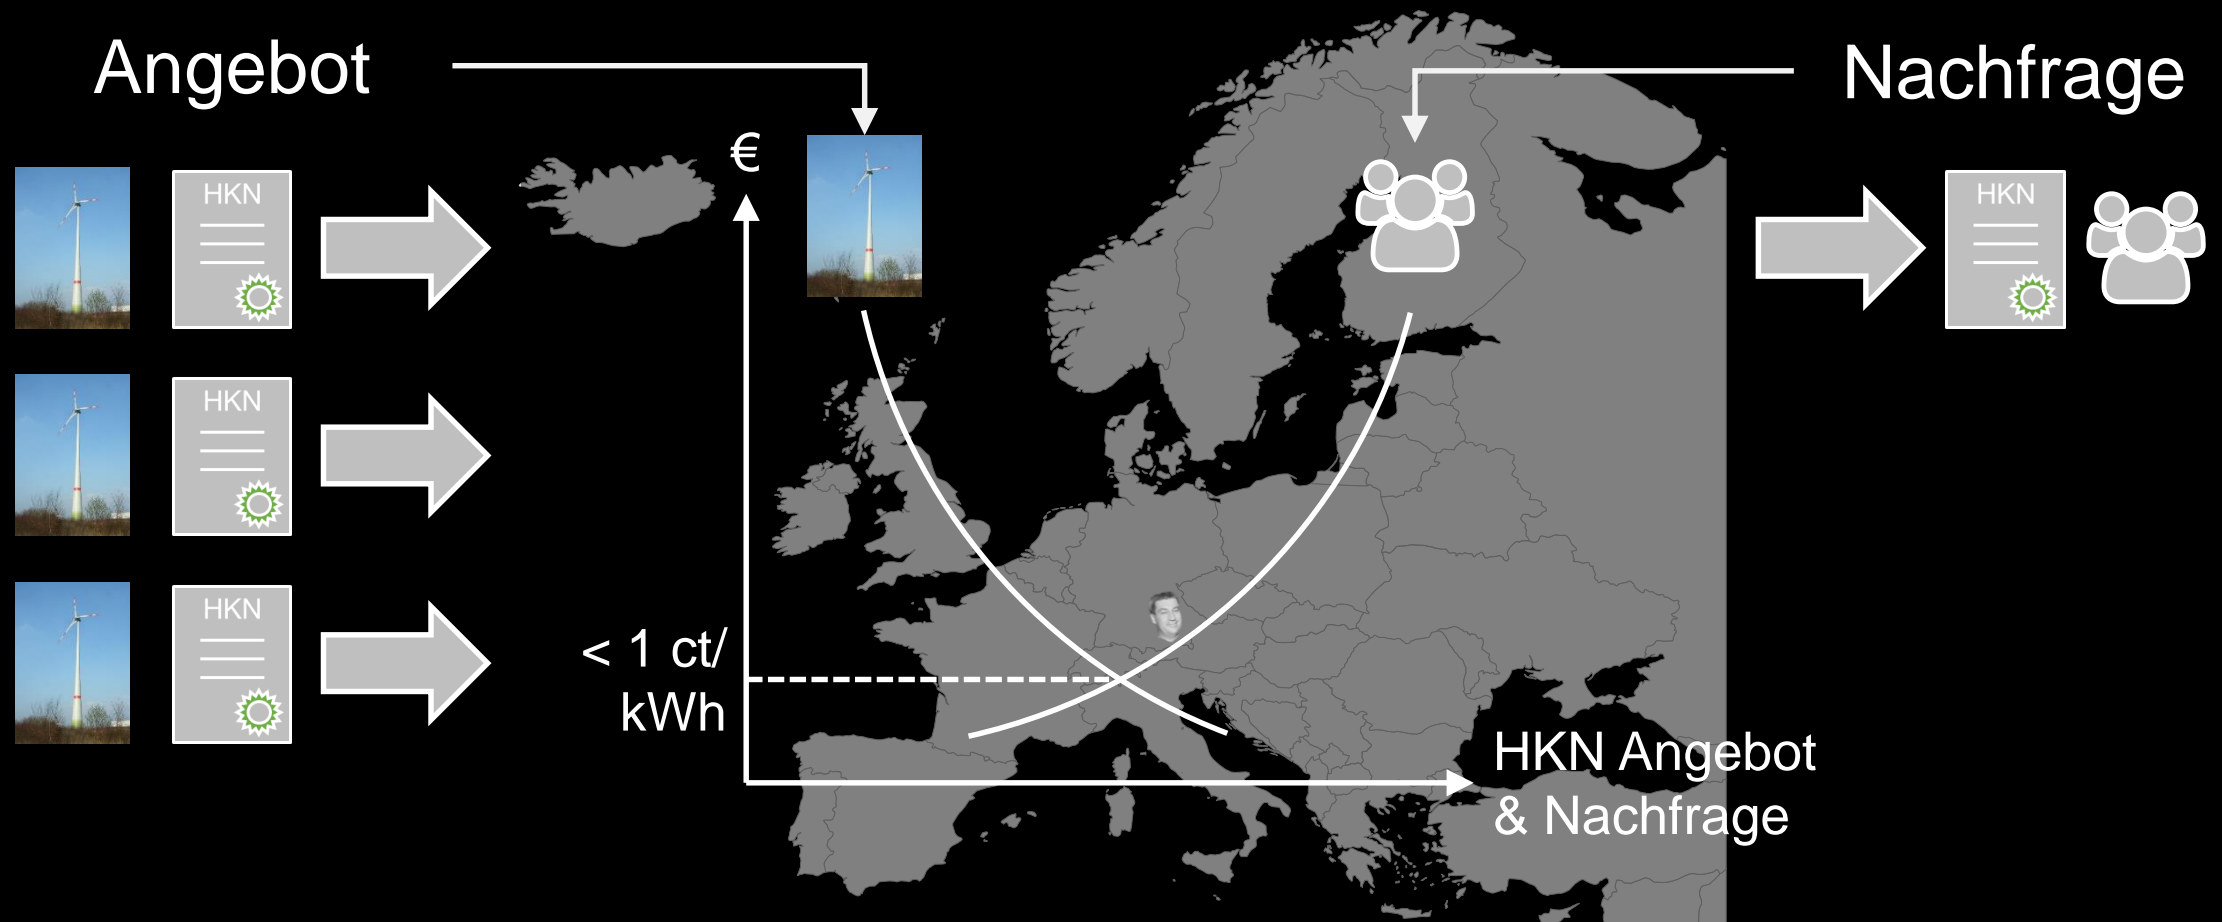 Angebot
Nachfrage
€
HKN
HKN
HKN
HKN
< 1 ct/
kWh
HKN Angebot
& Nachfrage